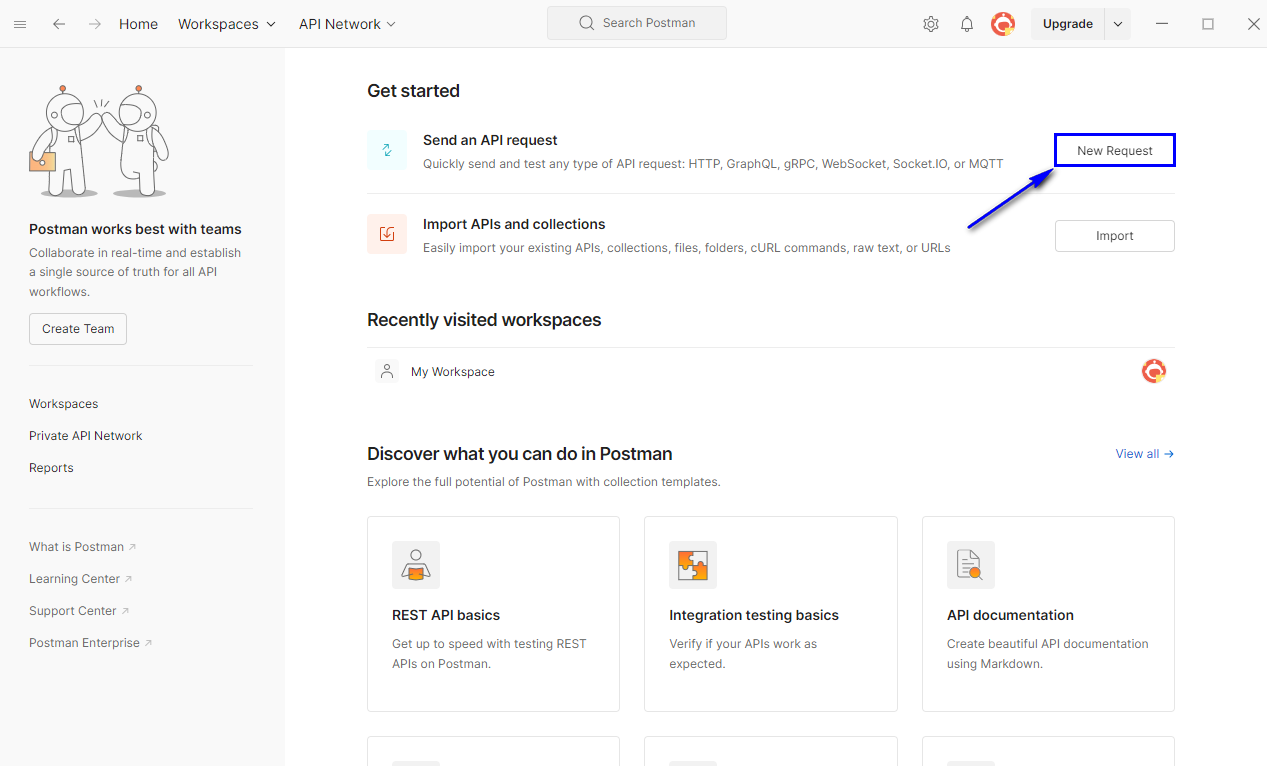 Home Workspaces API Network Search Postman Upgrade
Get started
Send an API request
Quickly send and test any type of API request: HTTP, GraphQL, gRPC, WebSocket, Socket.IO, or MQTT
New Request
Import APIs and collections
Easily import your existing APIs, collections, files, folders, cURL commands, raw text, or URLs
Import
Postman works best with teams
Collaborate in real-time and establish
a single source of truth for all API
workflows.
Create Team
Workspaces
Private API Network
Reports
What is Postman
Learning Center
Support Center
Postman Enterprise
Recently visited workspaces
My Workspace
Discover what you can do in Postman
View all →
Explore the full potential of Postman with collection templates.
REST API basics
Get up to speed with testing REST
APIs on Postman.
Integration testing basics
Verify if your APIs work as
expected.
API documentation
Create beautiful API documentation
using Markdown.